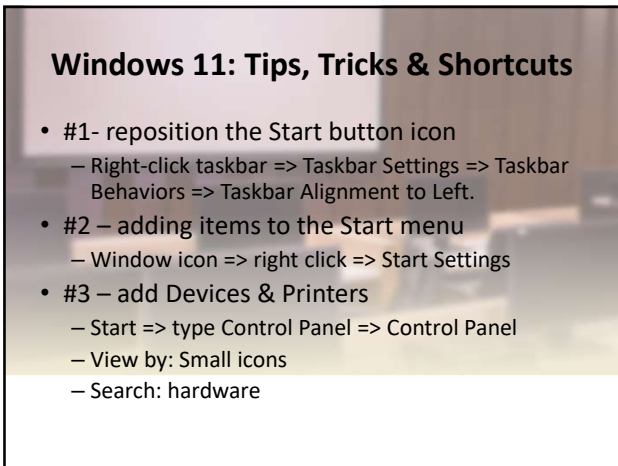 Windows 11: Tips, Tricks & Shortcuts
• #1- reposition the Start button icon
– Right-click taskbar => Taskbar Settings => Taskbar
Behaviors => Taskbar Alignment to Left.
• #2 – adding items to the Start menu
– Window icon => right click => Start Settings
• #3 – add Devices & Printers
– Start => type Control Panel => Control Panel
– View by: Small icons
– Search: hardware